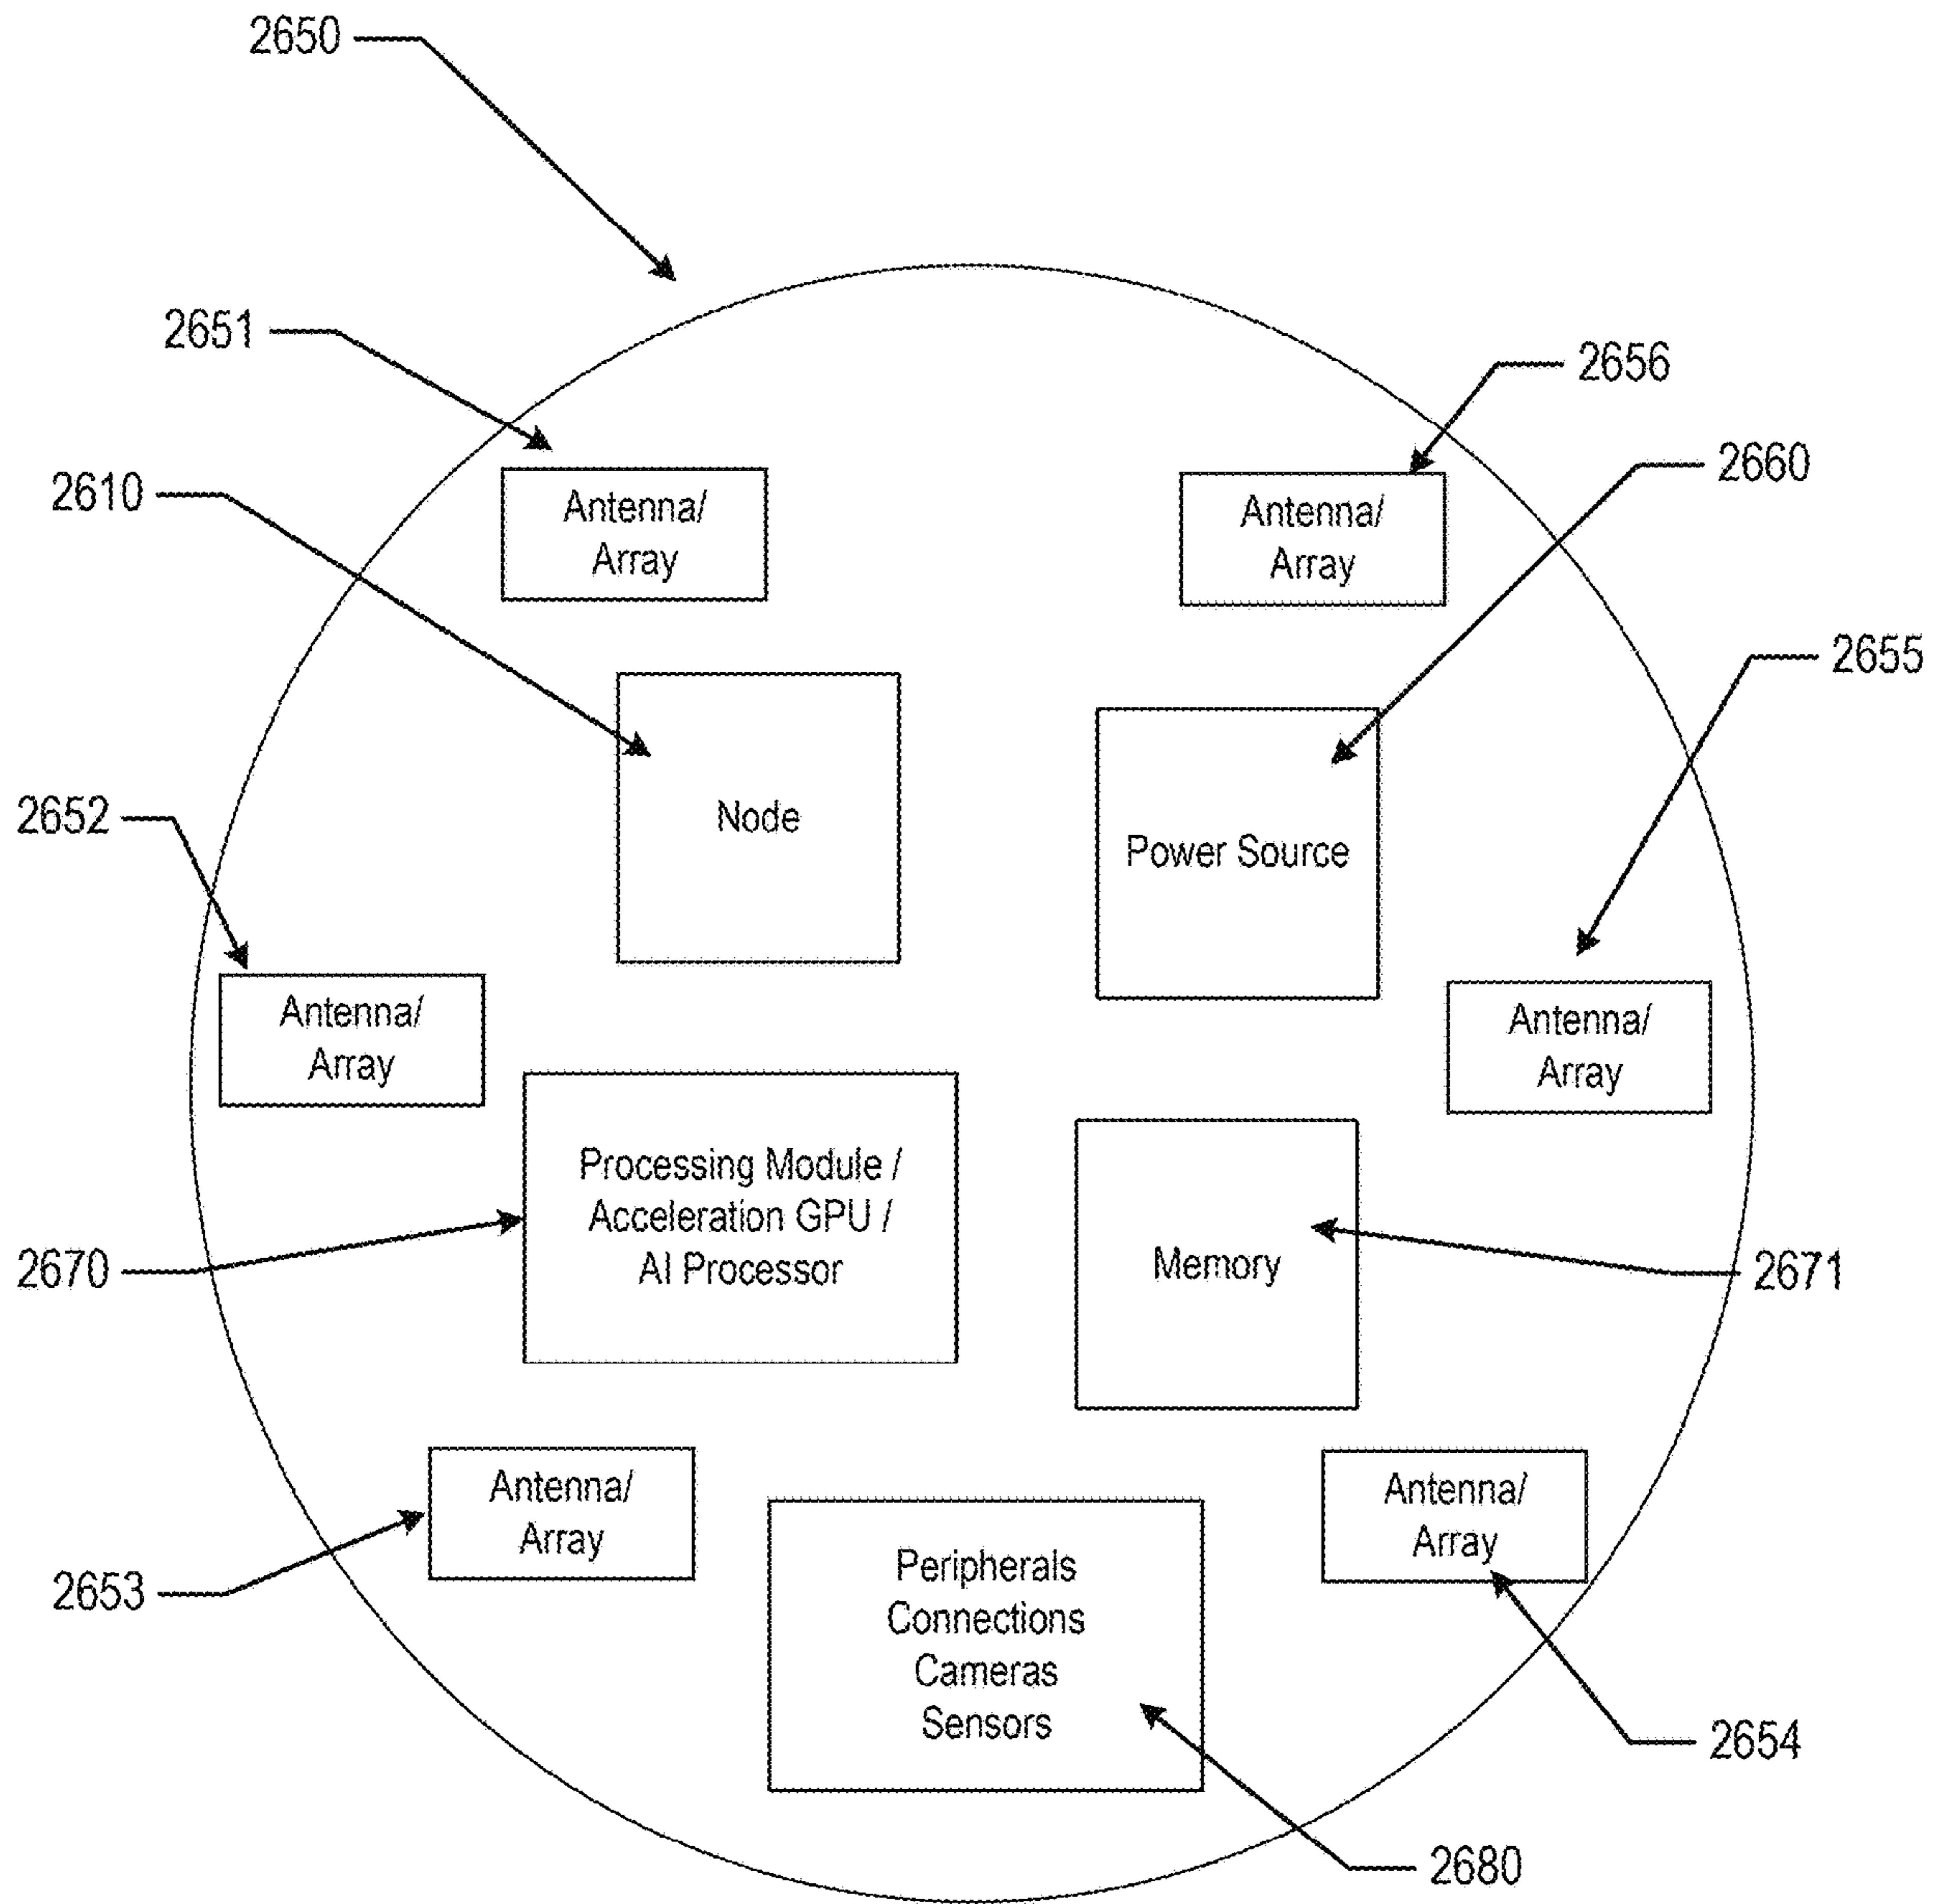 2650
2651
2656
2610
2660
Antenna/
Array
Antenna/
Array
2655
2652
Node
Power Source
Antenna/
Array
Antenna/
Array
Processing Module /
Acceleration GPU /
AI Processor
2670
Memory
2671
Antenna/
Array
Antenna/
Array
2653
Peripherals
Connections
Cameras
Sensors
2654
2680